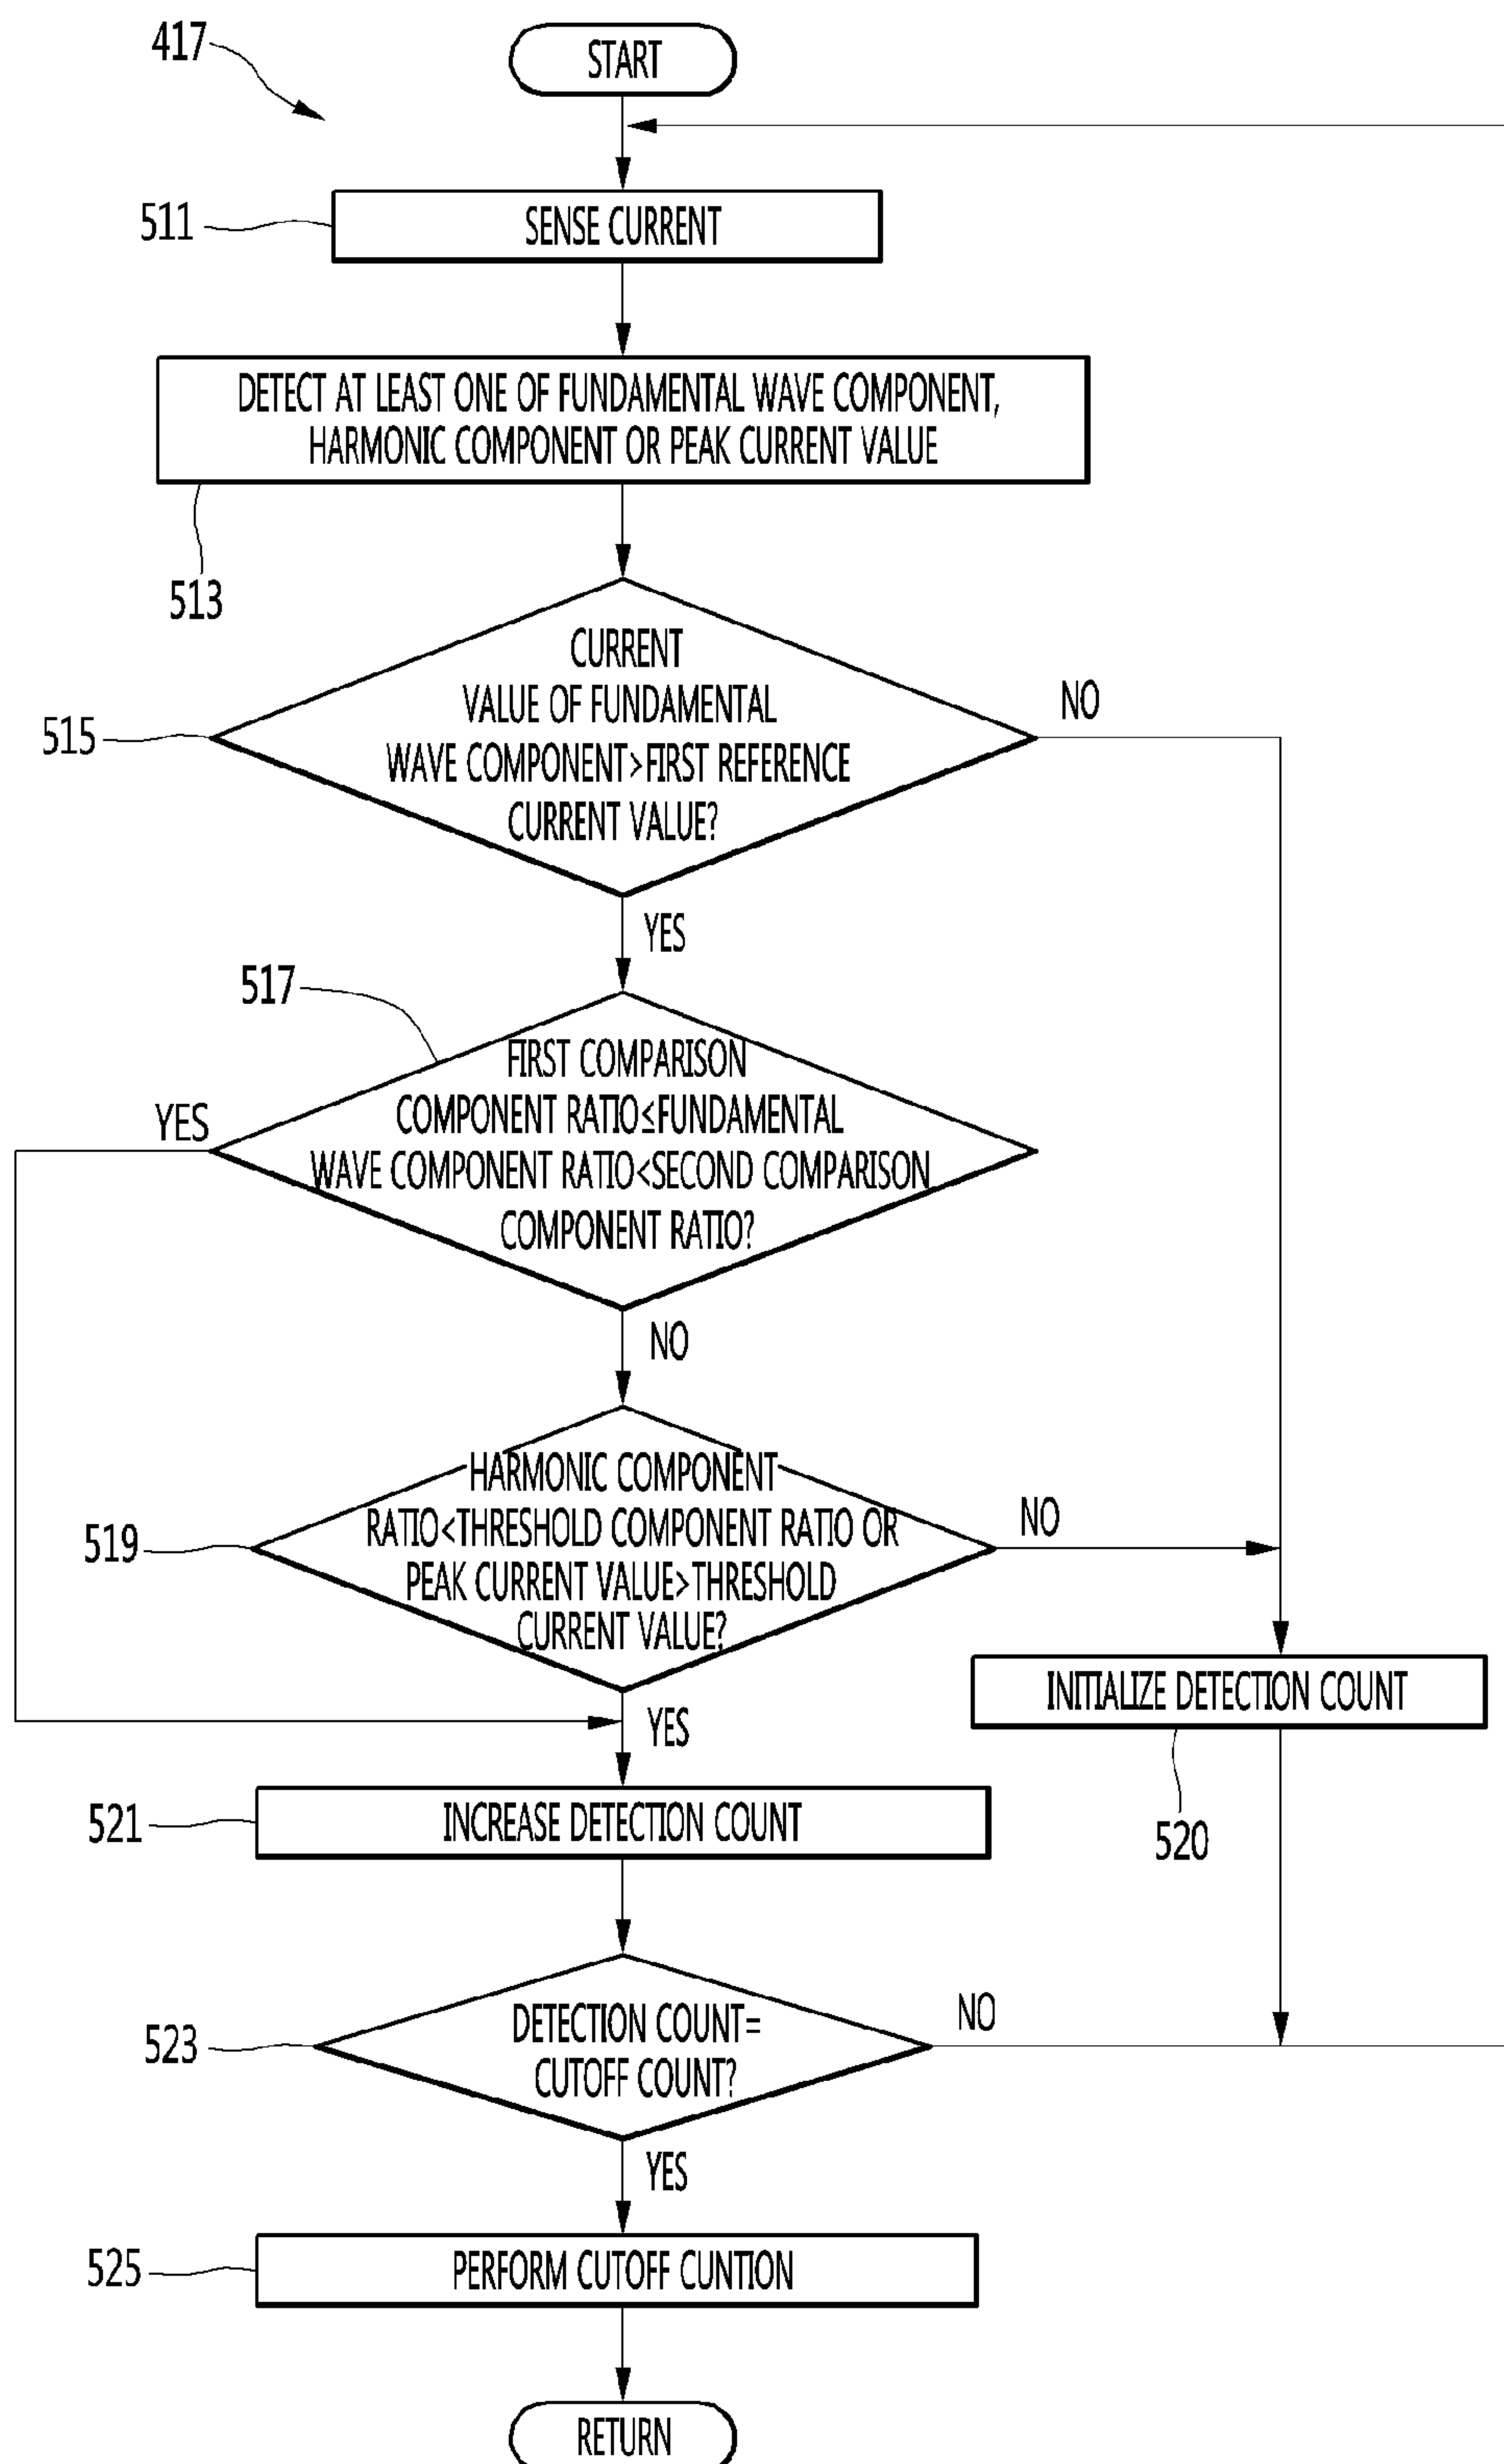 417
START
511
SENSE CURRENT
DETECT AT LEAST ONE OF FUNDAMENTAL WAVE COMPONENT,
HARMONIC COMPONENT OR PEAK CURRENT VALUE
513
CURRENT
VALUE OF FUNDAMENTAL
WAVE COMPONENT>FIRST REFERENCE
CURRENT VALUE?
515
NO
YES
517
FIRST COMPARISON
COMPONENT RATIO≤FUNDAMENTAL
WAVE COMPONENT RATIO<SECOND COMPARISON
COMPONENT RATIO?
YES
NO
HARMONIC COMPONENT
RATIO<THRESHOLD COMPONENT RATIO OR
PEAK CURRENT VALUE>THRESHOLD
CURRENT VALUE?
519
NO
YES
INITIALIZE DETECTION COUNT
520
521
INCREASE DETECTION COUNT
523
DETECTION COUNT=
CUTOFF COUNT?
NO
YES
525
PERFORM CUTOFF CUNTION
RETURN